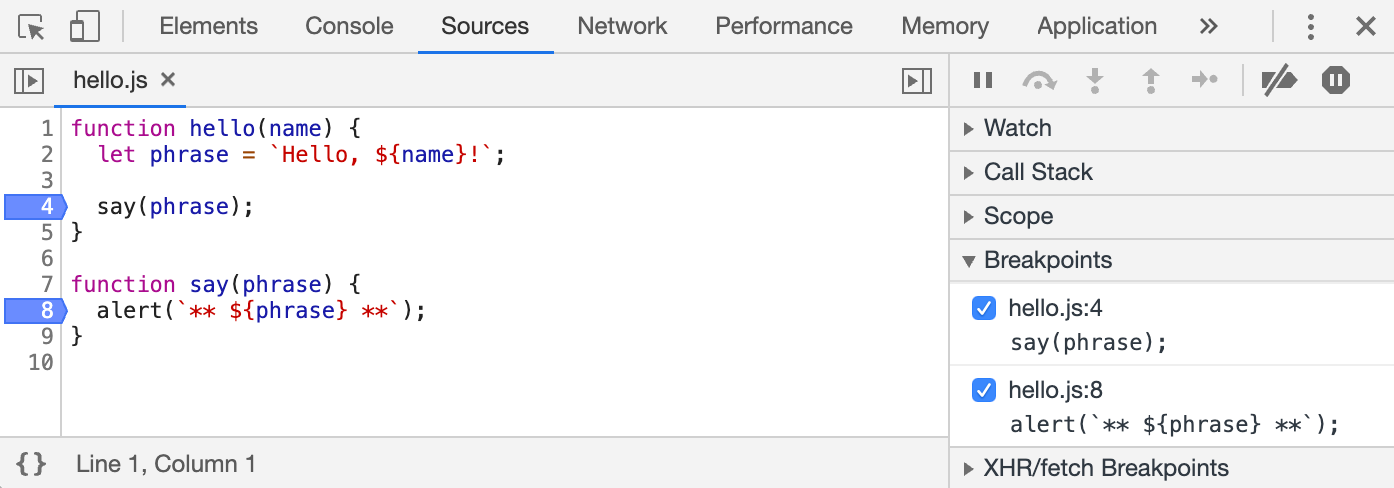 Elements Console Sources Network Performance Memory Application »
hello.js ×
1 function hello(name) {
2   let phrase = `Hello, ${name}!`;
3
4   say(phrase);
5 }
6
7 function say(phrase) {
8   alert(`** ${phrase} **`);
9 }
10
{} Line 1, Column 1
Watch
Call Stack
Scope
Breakpoints
hello.js:4
say(phrase);
hello.js:8
alert(`** ${phrase} **`);
XHR/fetch Breakpoints